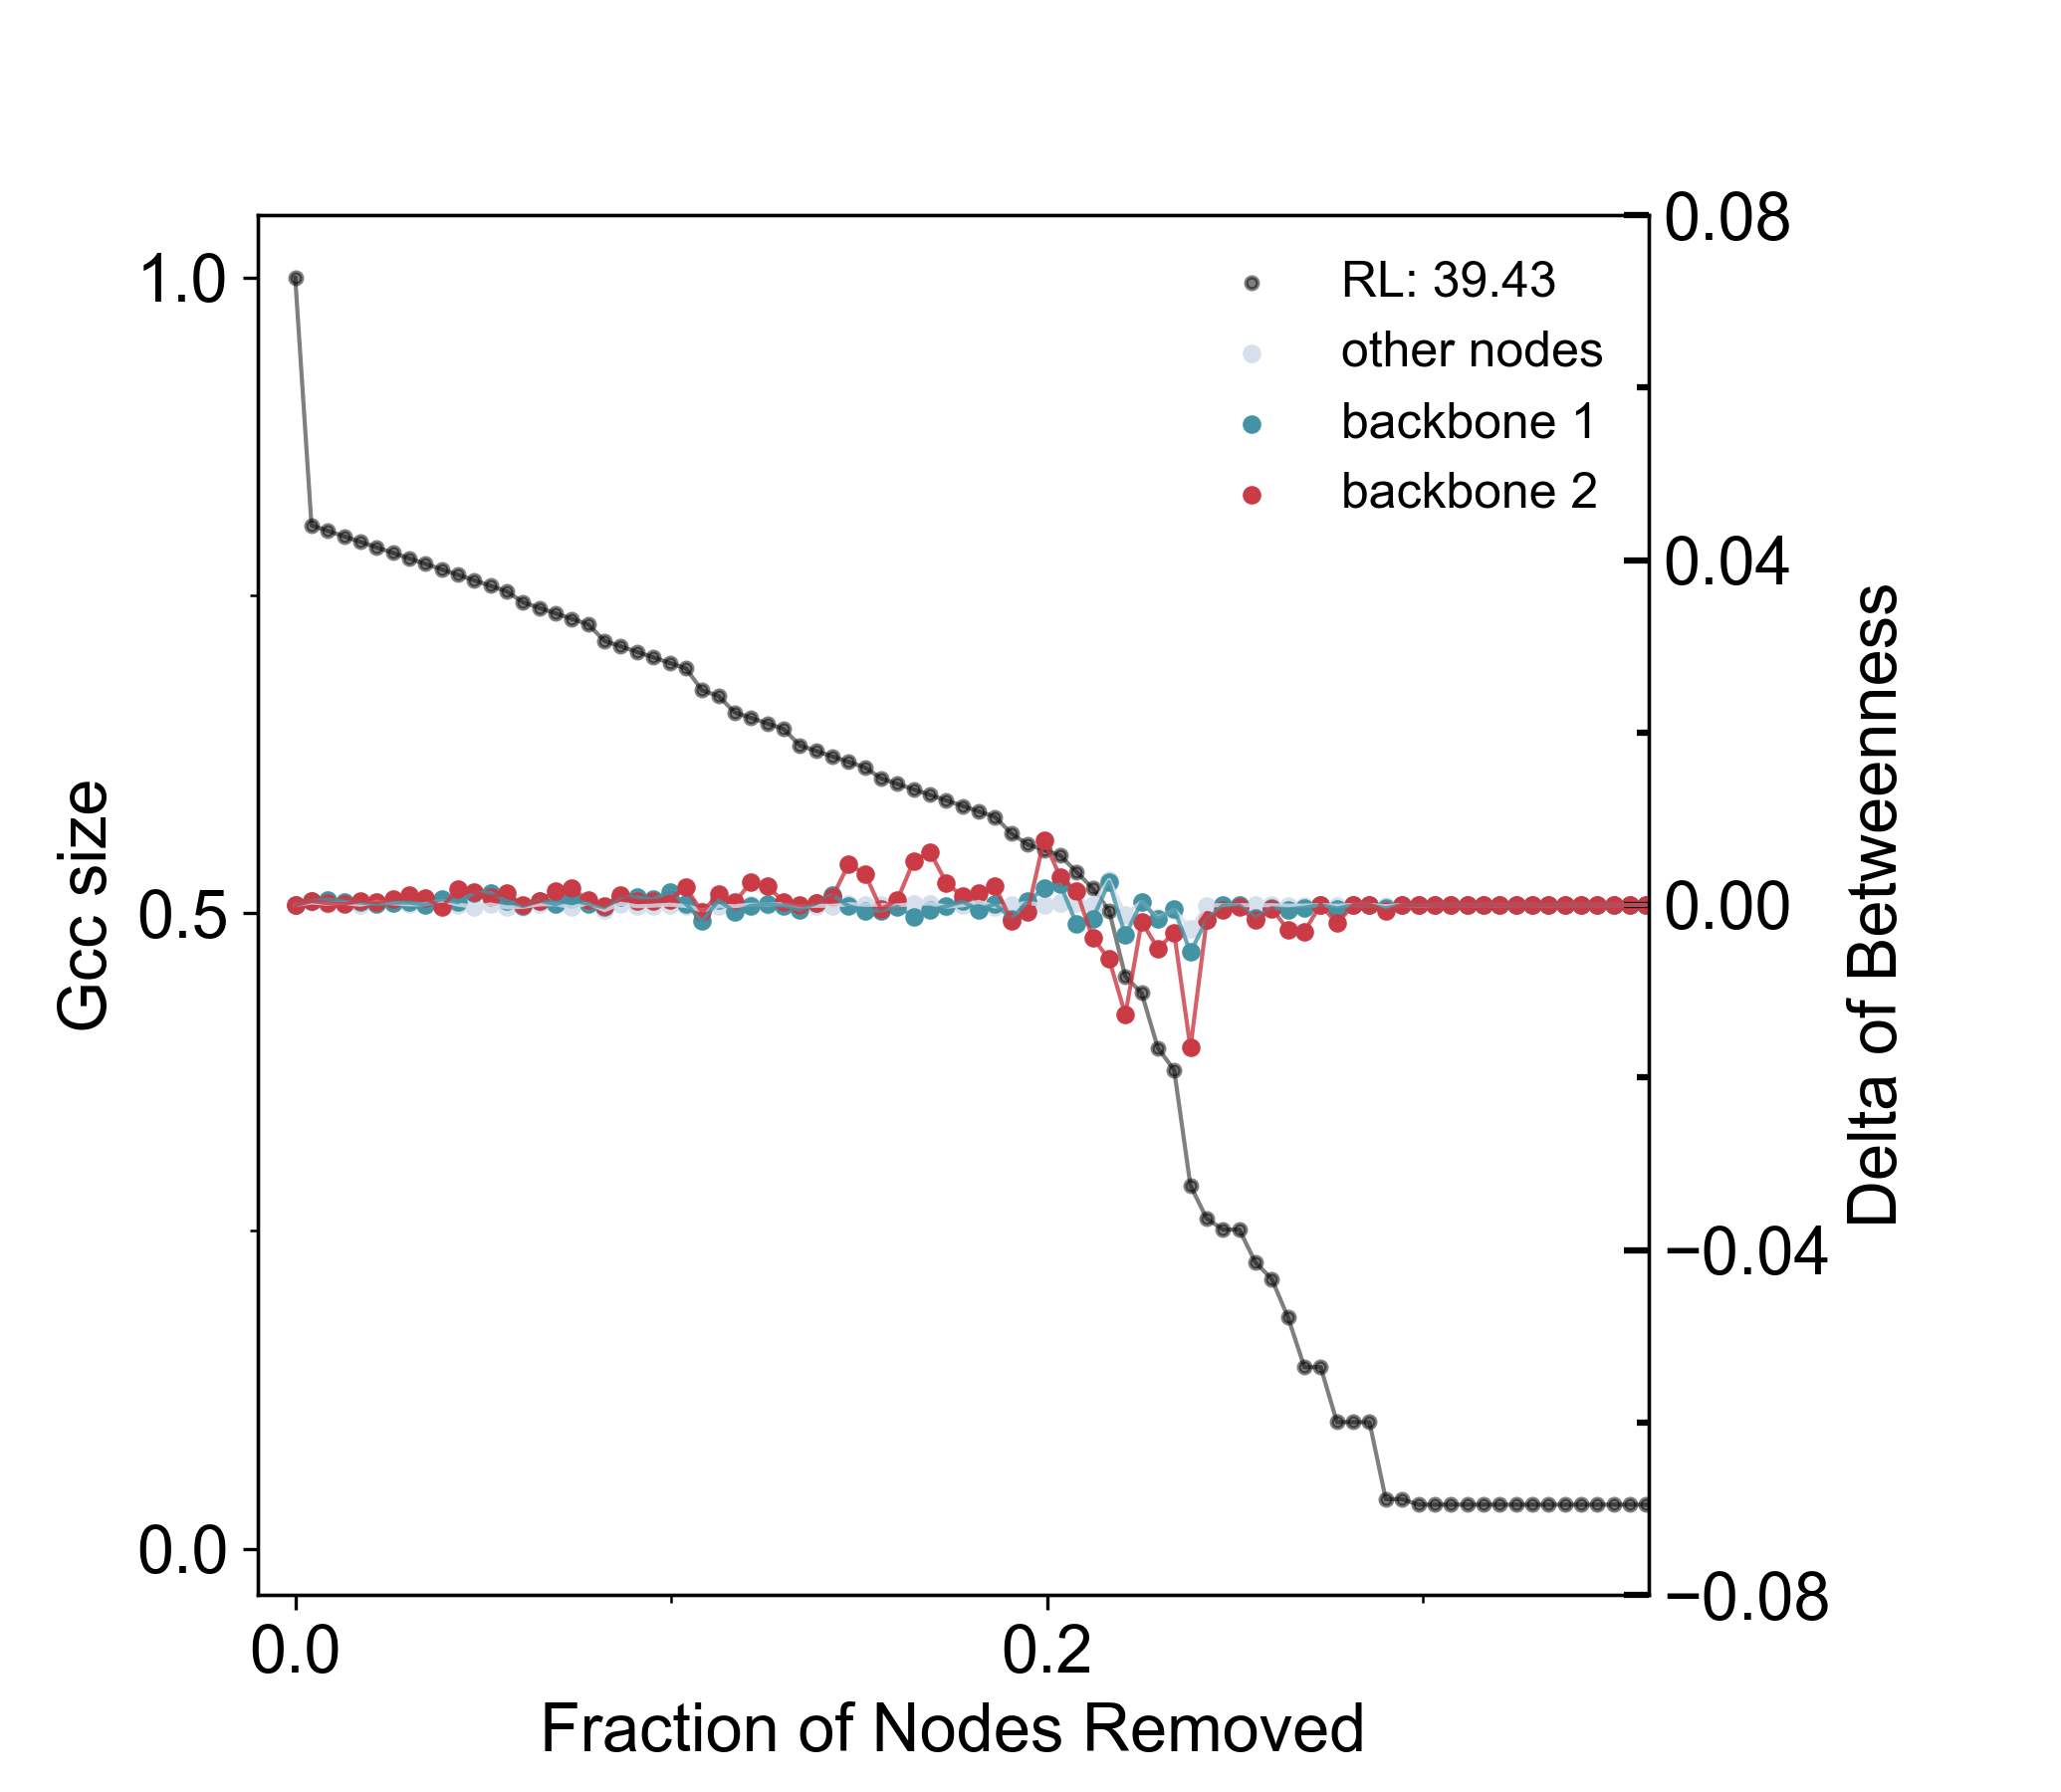 RL: 39.43
other nodes
backbone 1
backbone 2
1.0
0.5
0.0
Gcc size
0.08
0.04
0.00
−0.04
−0.08
Delta of Betweenness
0.0
0.2
Fraction of Nodes Removed